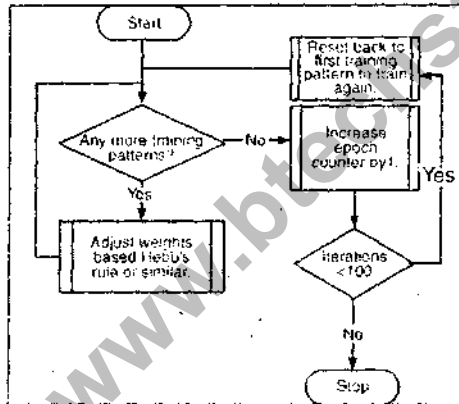 Start
Reset back to
first training
pattern to train
again.
Any more training
patterns?
No
Increase
epoch
counter by 1.
Yes
Yes
Adjust weights
based Hebb's
rule or similar.
Iterations
<100
No
Stop
www.btechs